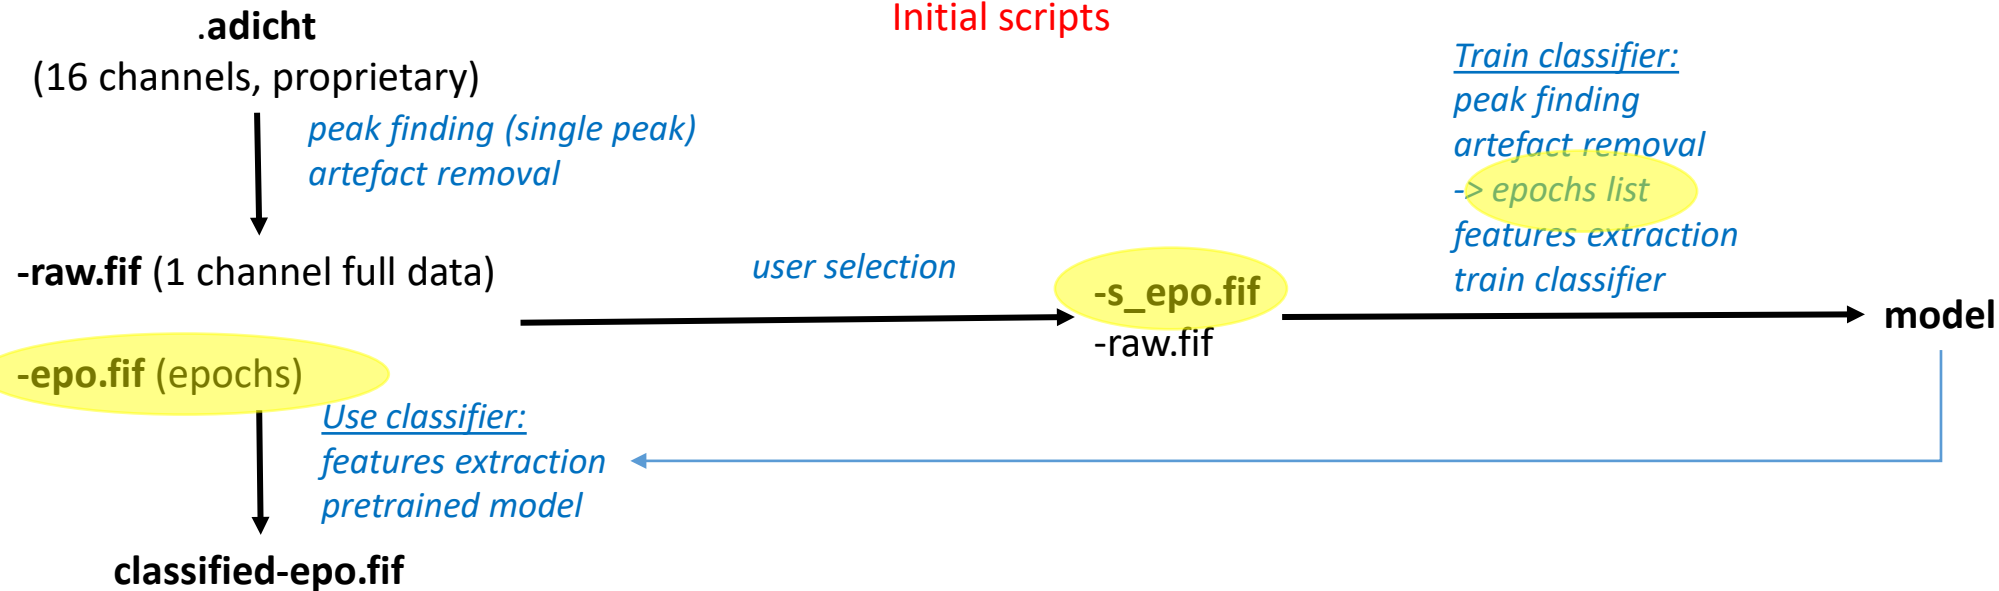 Initial scripts
.adicht
(16 channels, proprietary)
peak finding (single peak)
artefact removal
-raw.fif (1 channel full data)
-epo.fif (epochs)
user selection
-s_epo.fif
-raw.fif
Train classifier:
peak finding
artefact removal
-> epochs list
features extraction
train classifier
model
Use classifier:
features extraction
pretrained model
classified-epo.fif